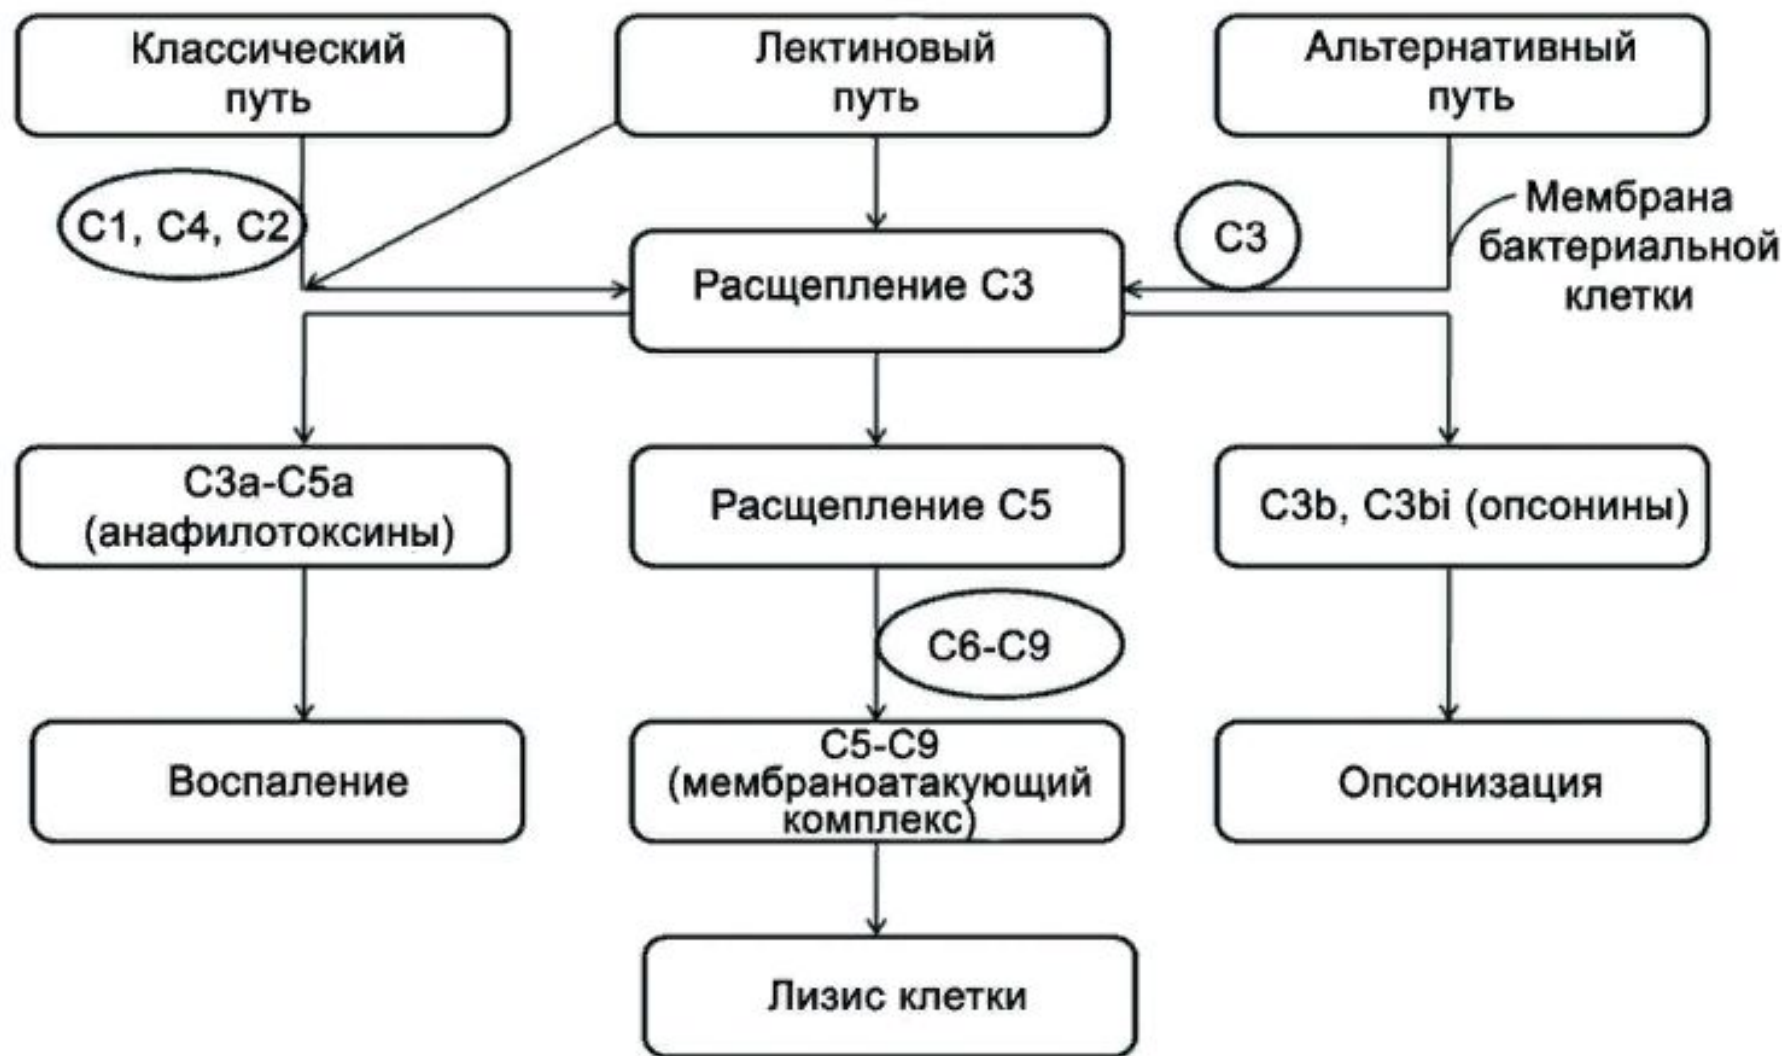 Классический
путь
Лектиновый
путь
Альтернативный
путь
С1, С4, С2
С3
Мембрана
бактериальной
клетки
Расщепление С3
С3а-С5а
(анафилотоксины)
Расщепление С5
С3b, С3bi (опсонины)
С6-С9
Воспаление
С5-С9
(мембраноатакующий
комплекс)
Опсонизация
Лизис клетки